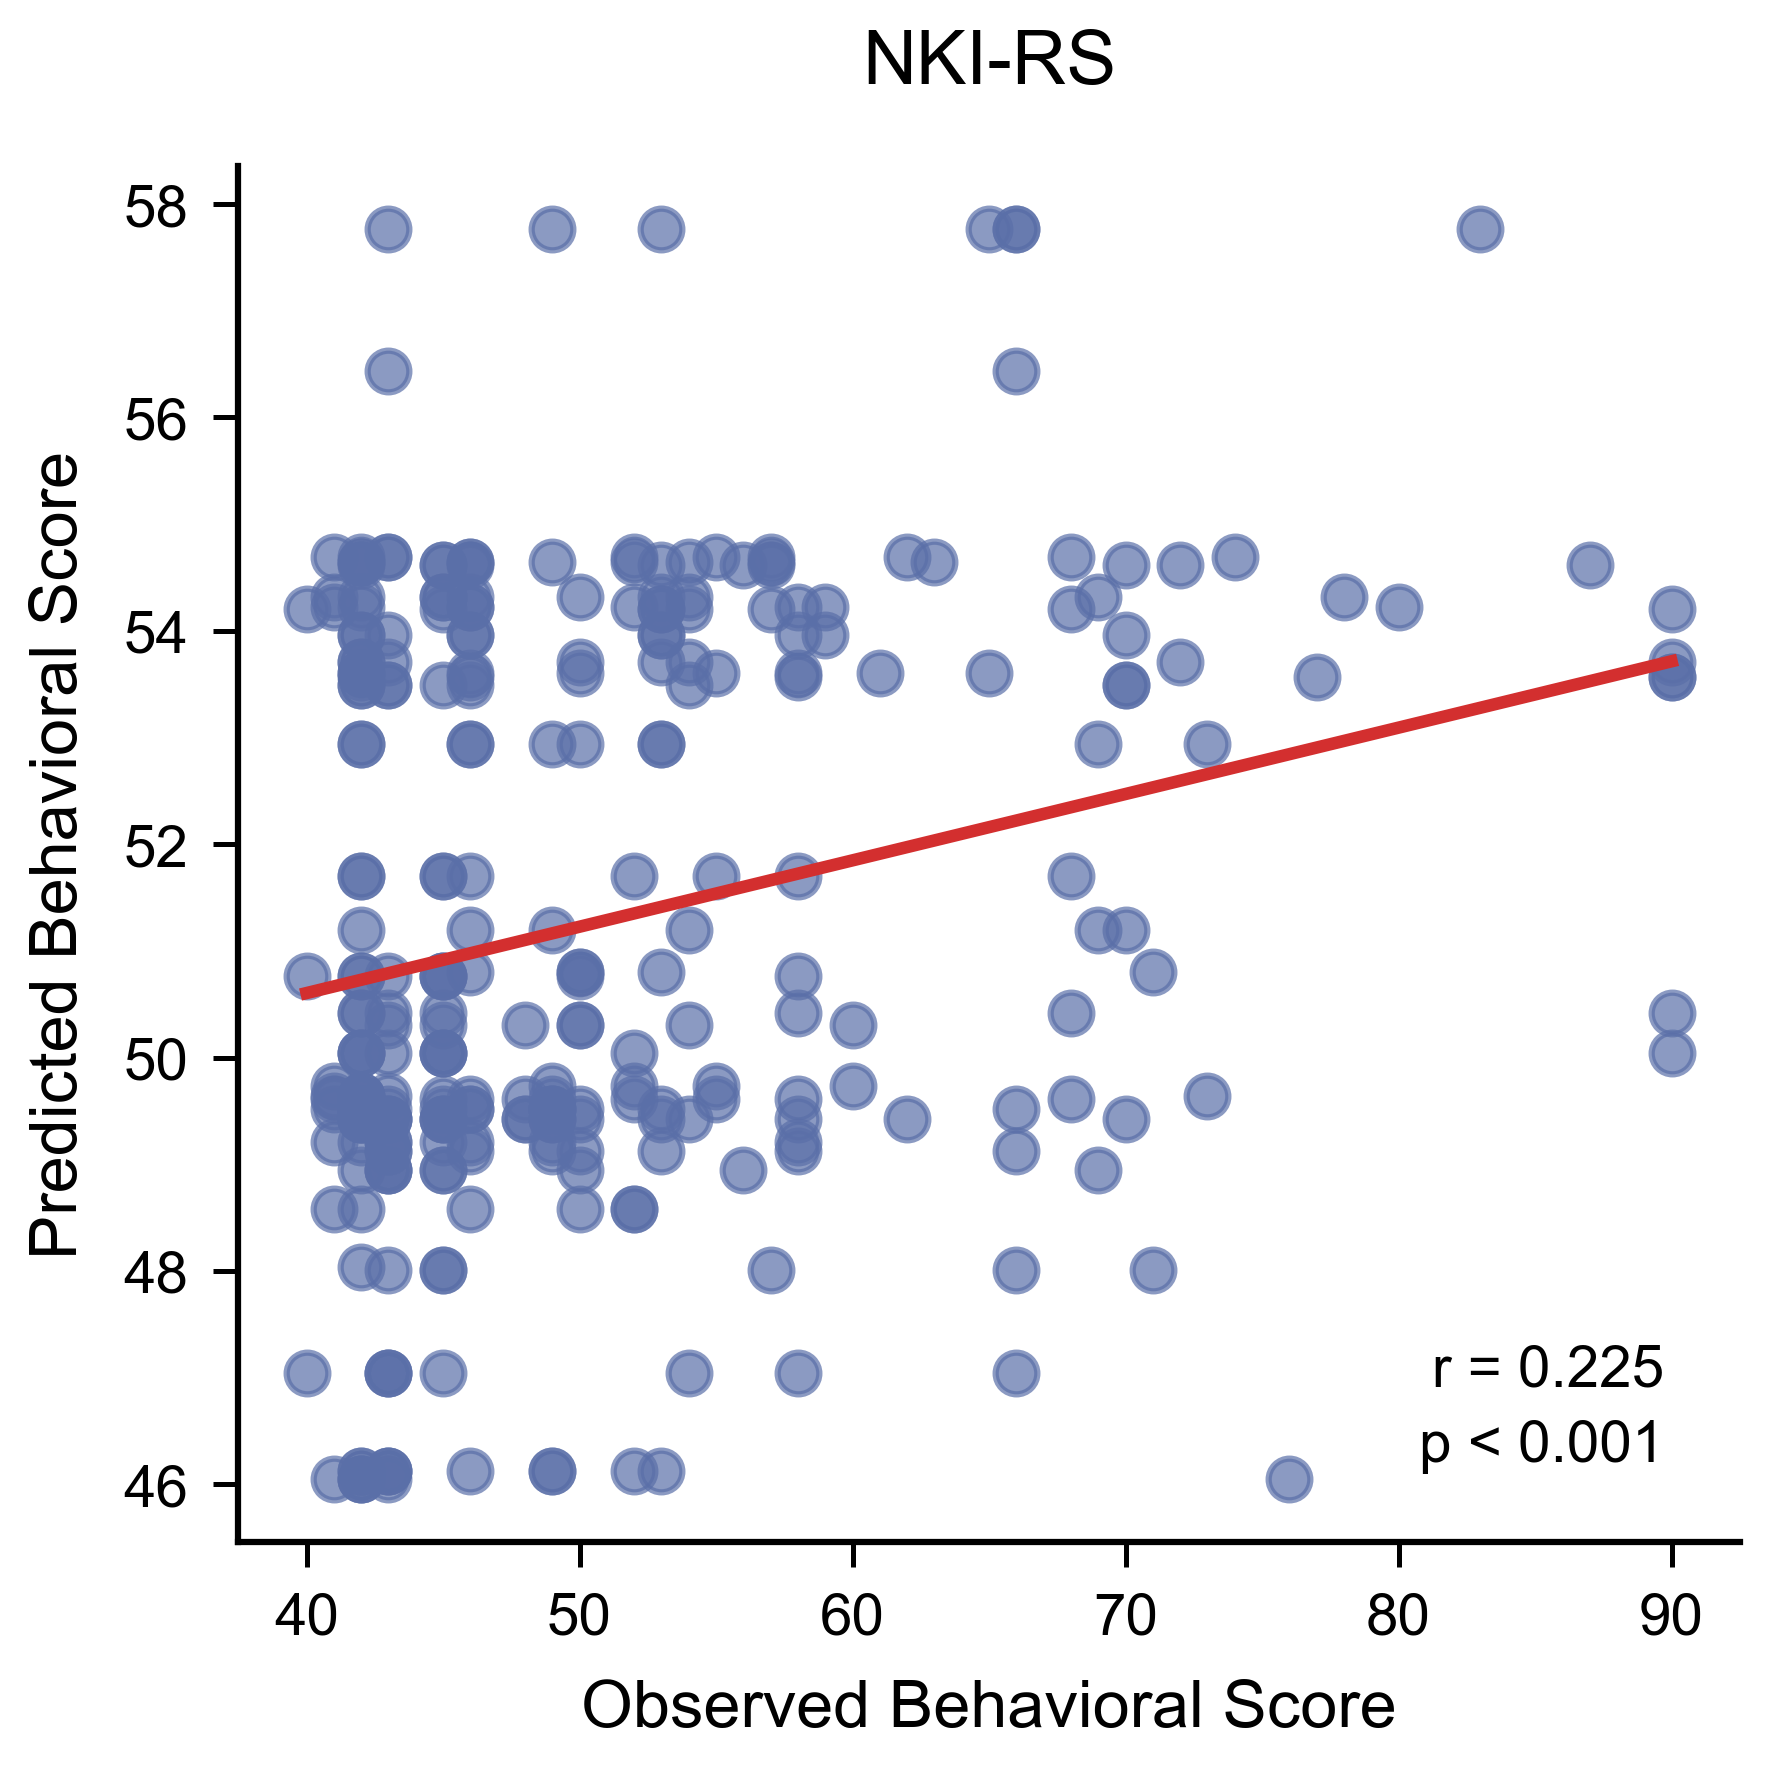 NKI-RS
Predicted Behavioral Score
58
56
54
52
50
48
46
r = 0.225
p < 0.001
40 50 60 70 80 90
Observed Behavioral Score